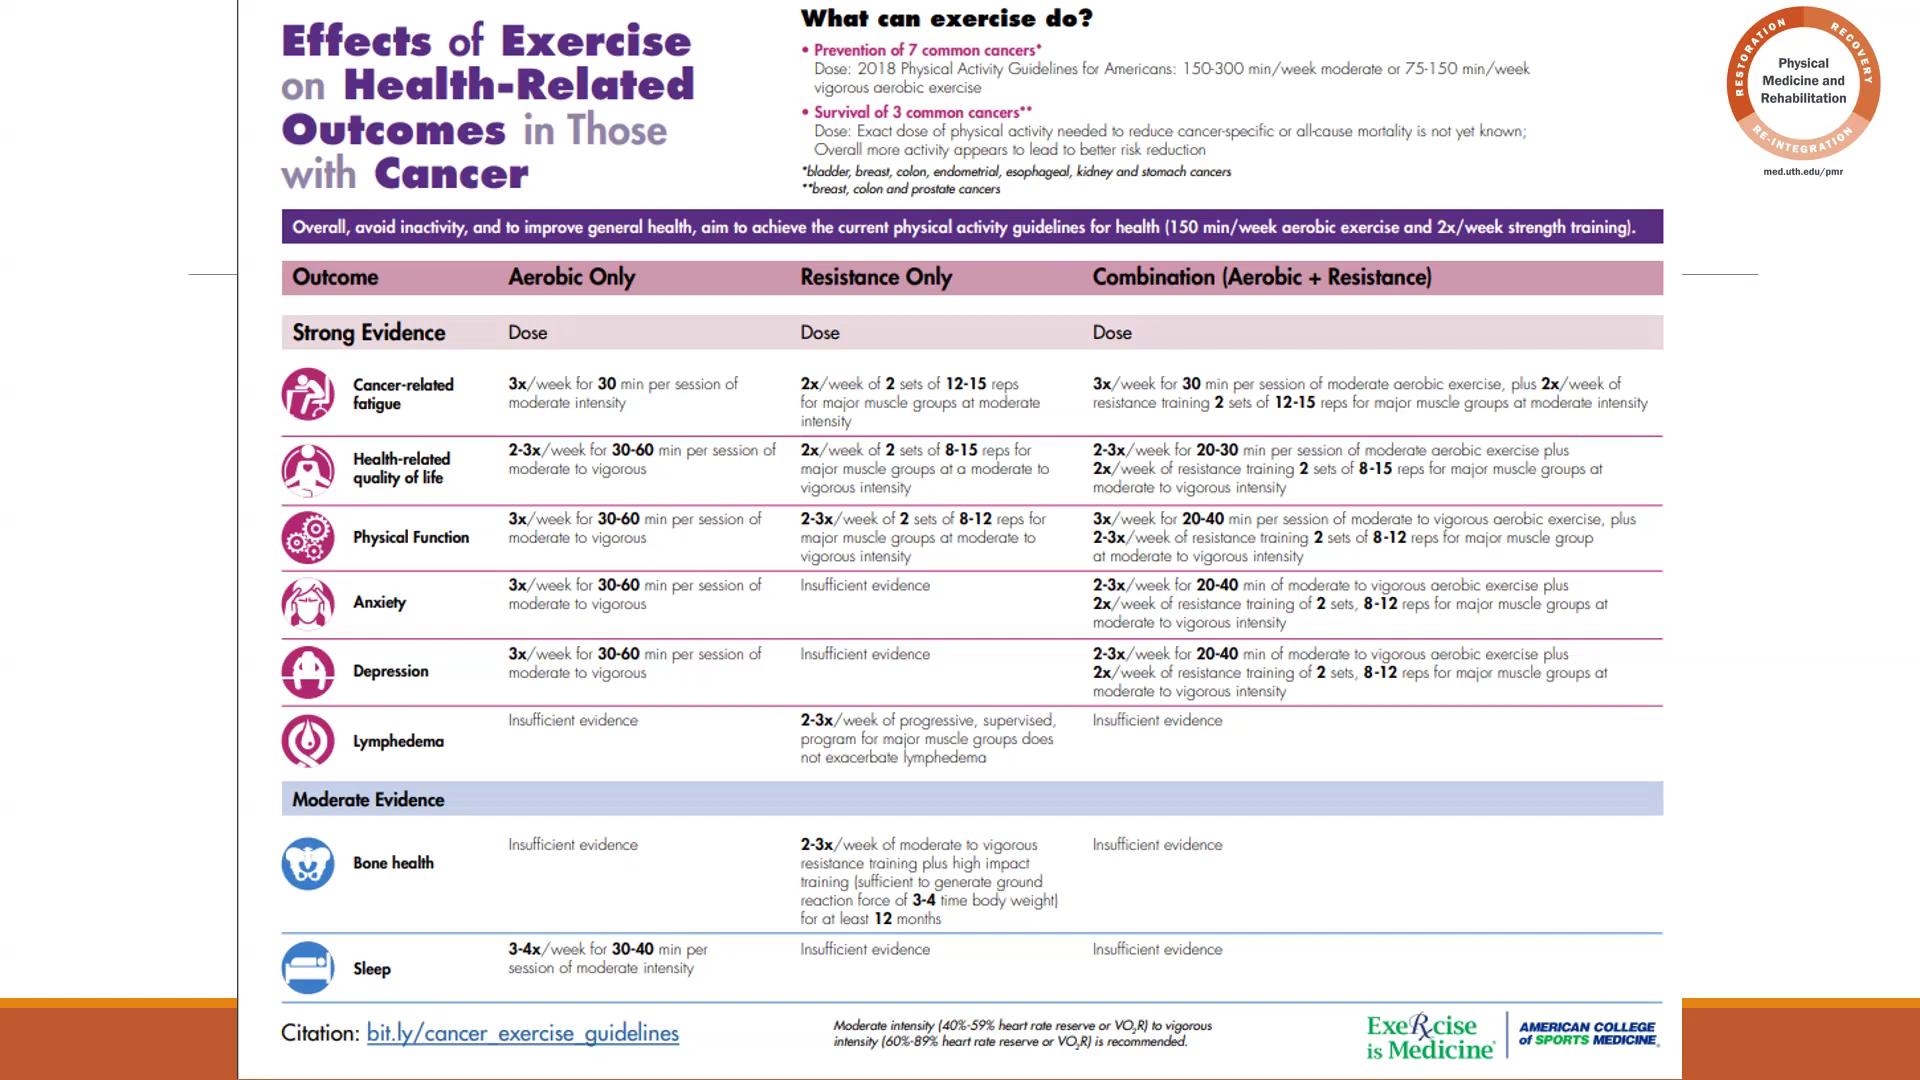 Effects of Exercise
on Health-Related
Outcomes in Those
with Cancer
What can exercise do?
• Prevention of 7 common cancers*
Dose: 2018 Physical Activity Guidelines for Americans: 150-300 min/week moderate or 75-150 min/week
vigorous aerobic exercise
• Survival of 3 common cancers**
Dose: Exact dose of physical activity needed to reduce cancer-specific or all-cause mortality is not yet known;
Overall more activity appears to lead to better risk reduction
*bladder, breast, colon, endometrial, esophageal, kidney and stomach cancers
**breast, colon and prostate cancers
RESTORATION
RECOVERY
RE-INTEGRATION
Physical
Medicine and
Rehabilitation
med.uth.edu/pmr
Overall, avoid inactivity, and to improve general health, aim to achieve the current physical activity guidelines for health (150 min/week aerobic exercise and 2x/week strength training).
Outcome Aerobic Only Resistance Only Combination (Aerobic + Resistance)
Strong Evidence Dose Dose Dose
Cancer-related
fatigue
3x/week for 30 min per session of
moderate intensity
2x/week of 2 sets of 12-15 reps
for major muscle groups at moderate
intensity
3x/week for 30 min per session of moderate aerobic exercise, plus 2x/week of
resistance training 2 sets of 12-15 reps for major muscle groups at moderate intensity
Health-related
quality of life
2-3x/week for 30-60 min per session of
moderate to vigorous
2x/week of 2 sets of 8-15 reps for
major muscle groups at a moderate to
vigorous intensity
2-3x/week for 20-30 min per session of moderate aerobic exercise plus
2x/week of resistance training 2 sets of 8-15 reps for major muscle groups at
moderate to vigorous intensity
Physical Function
3x/week for 30-60 min per session of
moderate to vigorous
2-3x/week of 2 sets of 8-12 reps for
major muscle groups at moderate to
vigorous intensity
3x/week for 20-40 min per session of moderate to vigorous aerobic exercise, plus
2-3x/week of resistance training 2 sets of 8-12 reps for major muscle group
at moderate to vigorous intensity
Anxiety
3x/week for 30-60 min per session of
moderate to vigorous
Insufficient evidence
2-3x/week for 20-40 min of moderate to vigorous aerobic exercise plus
2x/week of resistance training of 2 sets, 8-12 reps for major muscle groups at
moderate to vigorous intensity
Depression
3x/week for 30-60 min per session of
moderate to vigorous
Insufficient evidence
2-3x/week for 20-40 min of moderate to vigorous aerobic exercise plus
2x/week of resistance training of 2 sets, 8-12 reps for major muscle groups at
moderate to vigorous intensity
Lymphedema
Insufficient evidence
2-3x/week of progressive, supervised,
program for major muscle groups does
not exacerbate lymphedema
Insufficient evidence
Moderate Evidence
Bone health
Insufficient evidence
2-3x/week of moderate to vigorous
resistance training plus high impact
training (sufficient to generate ground
reaction force of 3-4 time body weight)
for at least 12 months
Insufficient evidence
Sleep
3-4x/week for 30-40 min per
session of moderate intensity
Insufficient evidence
Insufficient evidence
Citation: bit.ly/cancer_exercise_guidelines
Moderate intensity (40%-59% heart rate reserve or VO₂R) to vigorous
intensity (60%-89% heart rate reserve or VO₂R) is recommended.
ExeRcise
is Medicine®
AMERICAN COLLEGE
of SPORTS MEDICINE®